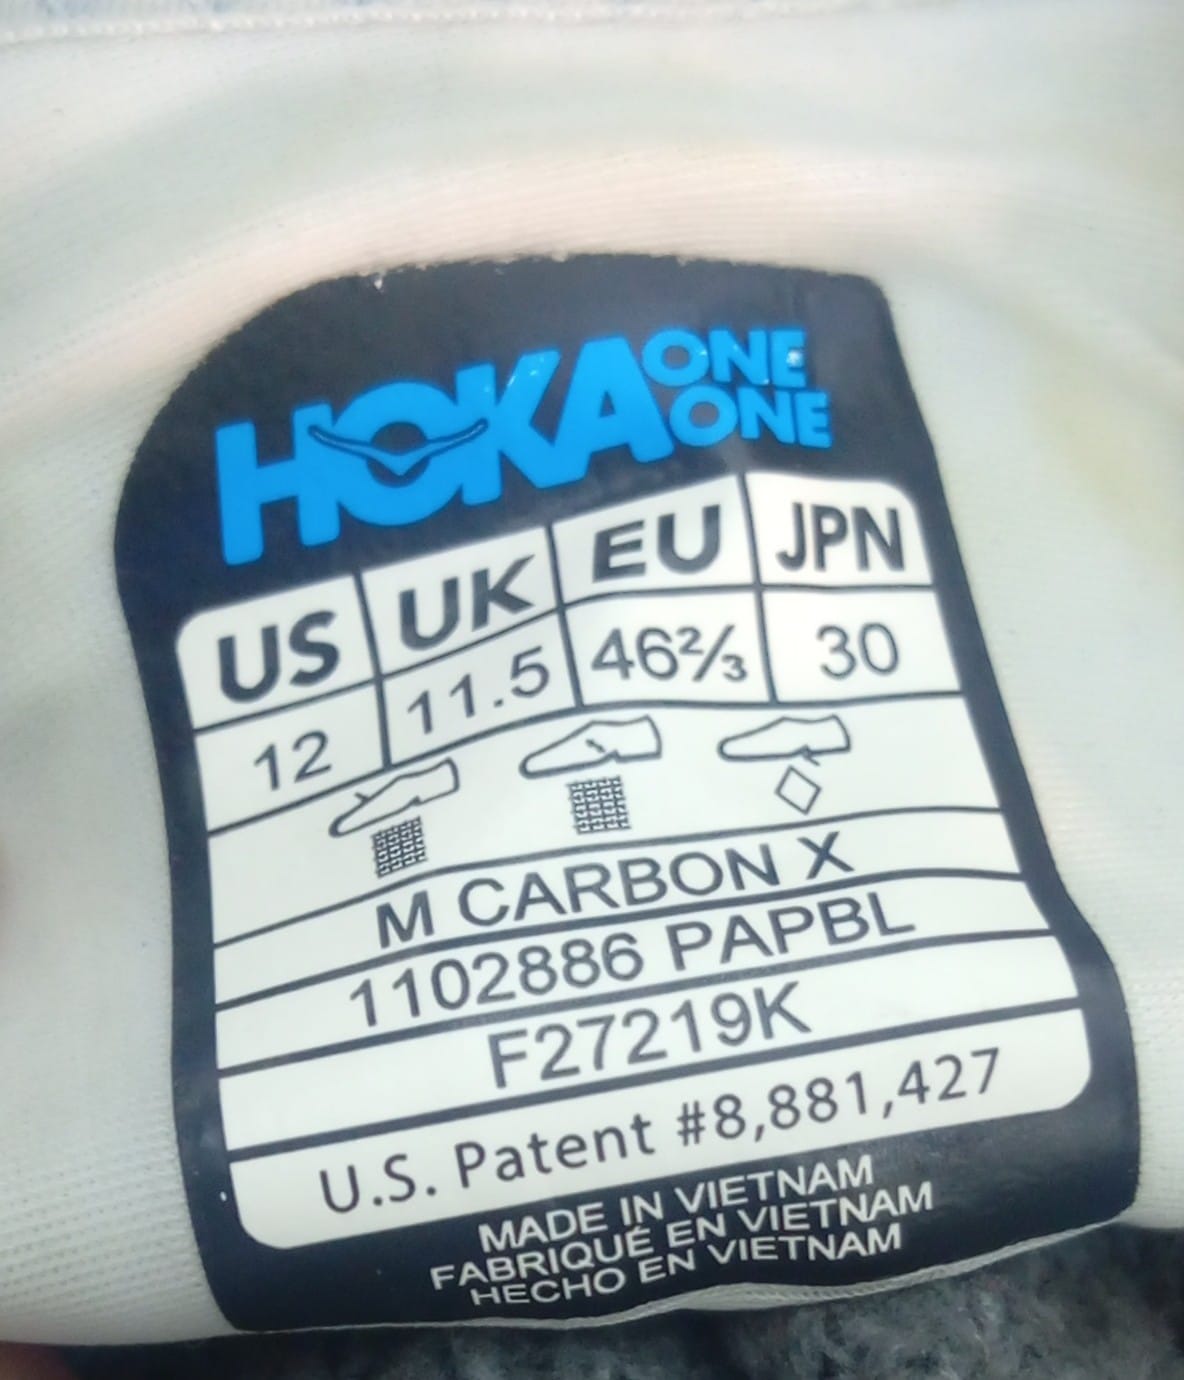 HOKA ONE ONE
US UK EU JPN
12 11.5 46⅔ 30
M CARBON X
1102886 PAPBL
F27219K
U.S. Patent #8,881,427
MADE IN VIETNAM
FABRIQUÉ EN VIETNAM
HECHO EN VIETNAM